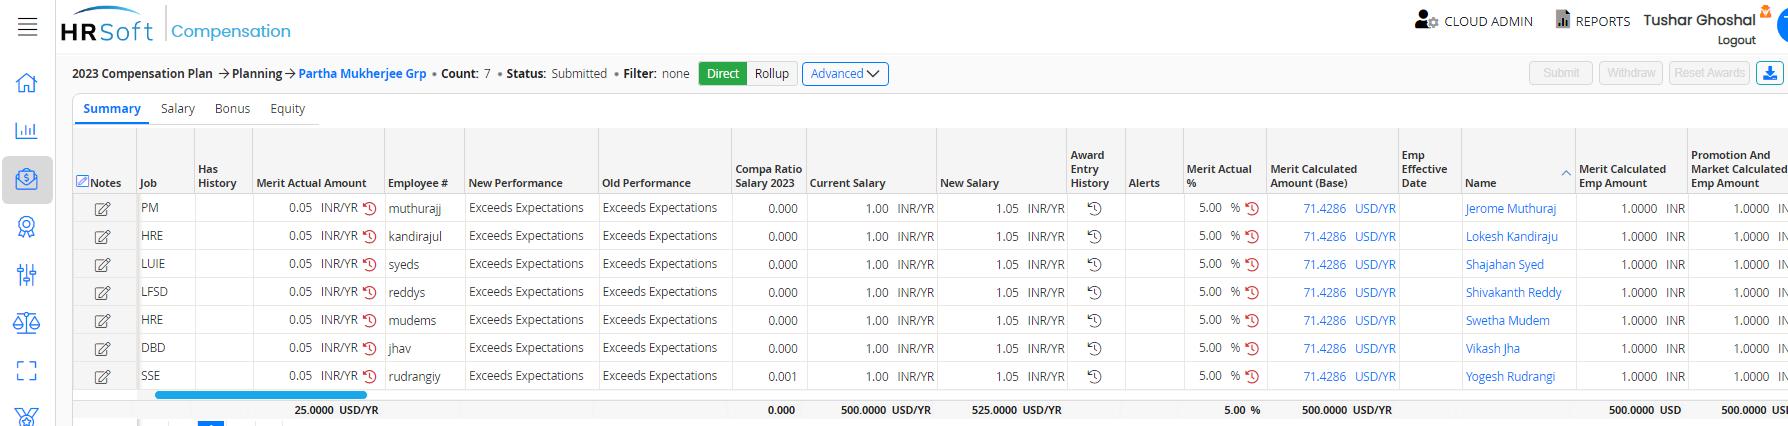 HRSoft Compensation CLOUD ADMIN REPORTS Tushar Ghoshal
Logout
2023 Compensation Plan → Planning → Partha Mukherjee Grp • Count: 7 • Status: Submitted • Filter: none Direct Rollup Advanced Submit Withdraw Reset Awards
Summary Salary Bonus Equity
Notes Job Has History Merit Actual Amount Employee # New Performance Old Performance Compa Ratio Salary 2023 Current Salary New Salary Award Entry History Alerts Merit Actual % Merit Calculated Amount (Base) Emp Effective Date Name Merit Calculated Emp Amount Promotion And Market Calculated Emp Amount
PM 0.05 INR/YR muthurajj Exceeds Expectations Exceeds Expectations 0.000 1.00 INR/YR 1.05 INR/YR 5.00 % 71.4286 USD/YR Jerome Muthuraj 1.0000 INR 1.0000 IN
HRE 0.05 INR/YR kandirajul Exceeds Expectations Exceeds Expectations 0.000 1.00 INR/YR 1.05 INR/YR 5.00 % 71.4286 USD/YR Lokesh Kandiraju 1.0000 INR 1.0000 IN
LUIE 0.05 INR/YR syeds Exceeds Expectations Exceeds Expectations 0.000 1.00 INR/YR 1.05 INR/YR 5.00 % 71.4286 USD/YR Shajahan Syed 1.0000 INR 1.0000 IN
LFSD 0.05 INR/YR reddys Exceeds Expectations Exceeds Expectations 0.000 1.00 INR/YR 1.05 INR/YR 5.00 % 71.4286 USD/YR Shivakanth Reddy 1.0000 INR 1.0000 IN
HRE 0.05 INR/YR mudems Exceeds Expectations Exceeds Expectations 0.000 1.00 INR/YR 1.05 INR/YR 5.00 % 71.4286 USD/YR Swetha Mudem 1.0000 INR 1.0000 IN
DBD 0.05 INR/YR jhav Exceeds Expectations Exceeds Expectations 0.000 1.00 INR/YR 1.05 INR/YR 5.00 % 71.4286 USD/YR Vikash Jha 1.0000 INR 1.0000 IN
SSE 0.05 INR/YR rudrangiy Exceeds Expectations Exceeds Expectations 0.001 1.00 INR/YR 1.05 INR/YR 5.00 % 71.4286 USD/YR Yogesh Rudrangi 1.0000 INR 1.0000 IN
25.0000 USD/YR 0.000 500.0000 USD/YR 525.0000 USD/YR 5.00 % 500.0000 USD/YR 500.0000 USD 500.0000 USD